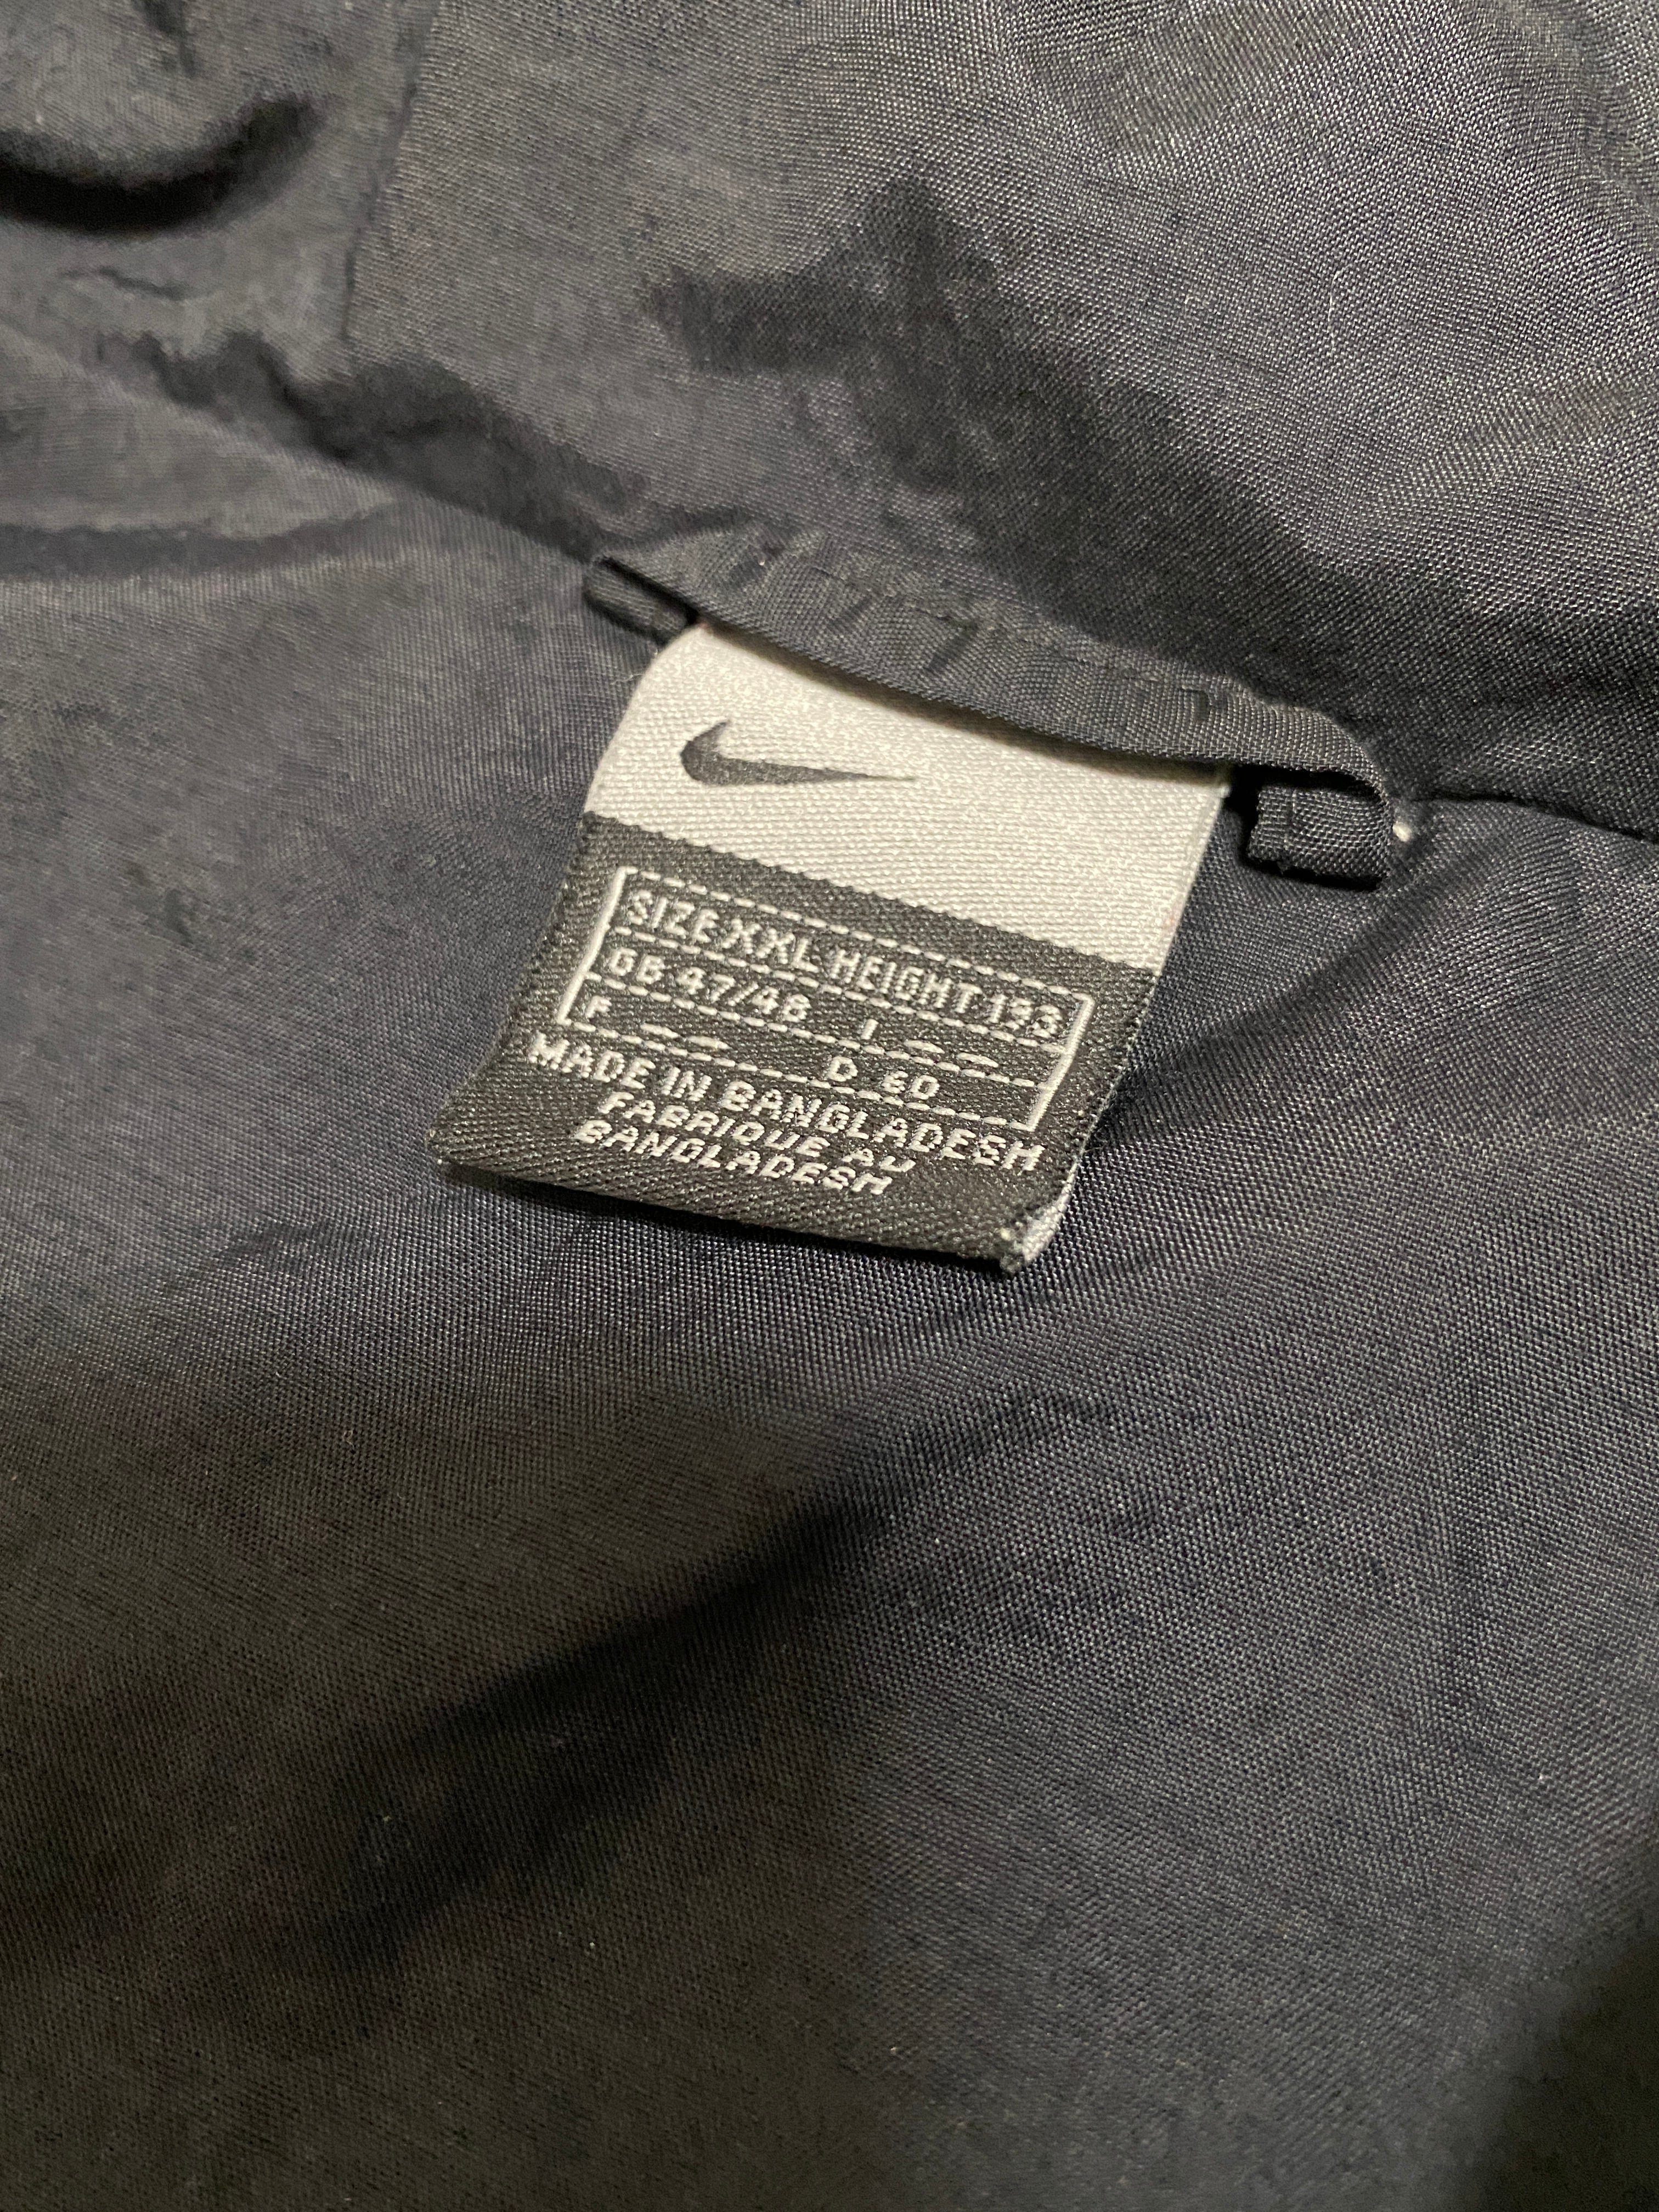 SIZE XXL HEIGHT 193
GB 47/48 I --
F -- D 60
MADE IN BANGLADESH
FABRIQUE AU
BANGLADESH